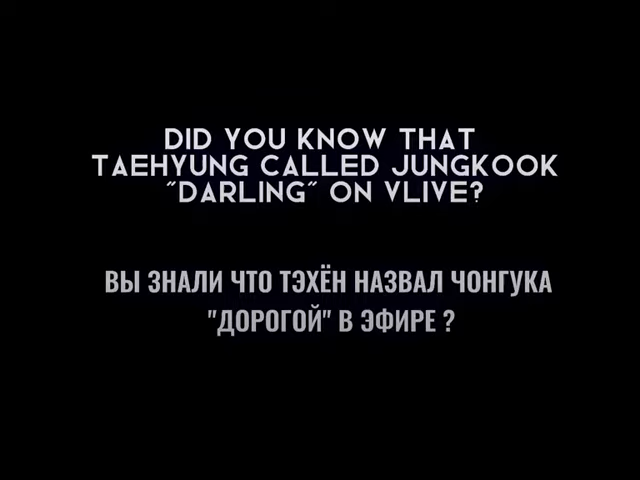 DID YOU KNOW THAT
TAEHYUNG CALLED JUNGKOOK
"DARLING" ON VLIVE?
ВЫ ЗНАЛИ ЧТО ТЭХЁН НАЗВАЛ ЧОНГУКА
"ДОРОГОЙ" В ЭФИРЕ ?